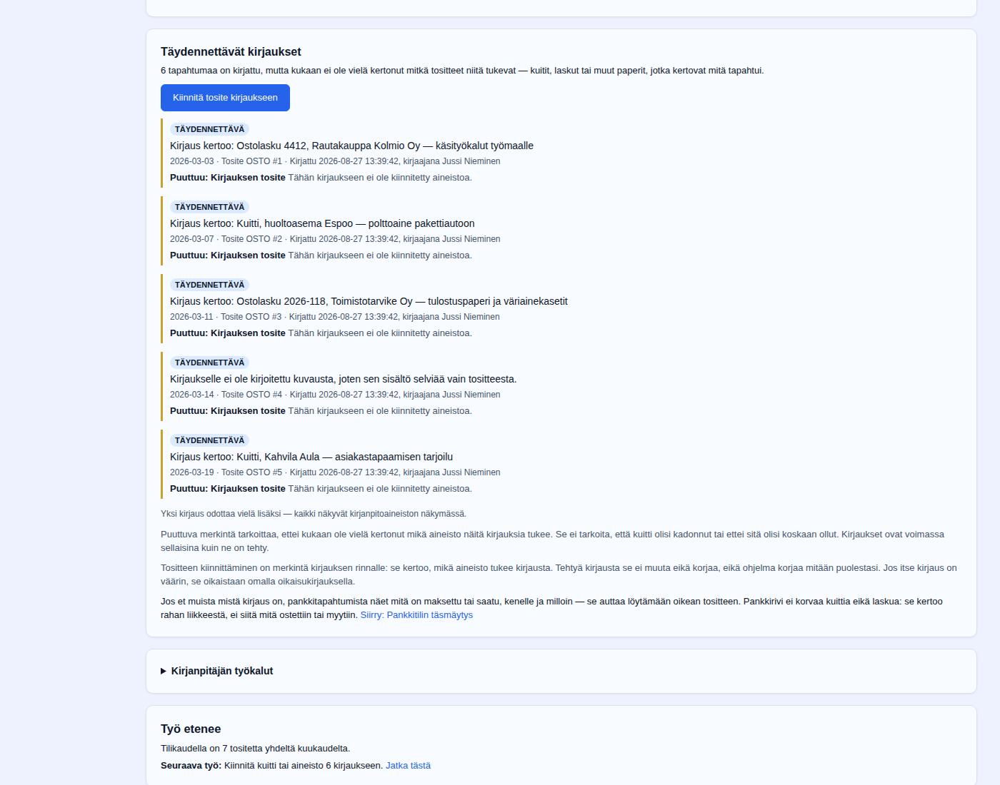 Täydennettävät kirjaukset
6 tapahtumaa on kirjattu, mutta kukaan ei ole vielä kertonut mitkä tositteet niitä tukevat — kuitit, laskut tai muut paperit, jotka kertovat mitä tapahtui.
Kiinnitä tosite kirjaukseen
TÄYDENNETTÄVÄ
Kirjaus kertoo: Ostolasku 4412, Rautakauppa Kolmio Oy — käsityökalut työmaalle
2026-03-03 · Tosite OSTO #1 · Kirjattu 2026-08-27 13:39:42, kirjaajana Jussi Nieminen
Puuttuu: Kirjauksen tosite Tähän kirjaukseen ei ole kiinnitetty aineistoa.
TÄYDENNETTÄVÄ
Kirjaus kertoo: Kuitti, huoltoasema Espoo — polttoaine pakettiautoon
2026-03-07 · Tosite OSTO #2 · Kirjattu 2026-08-27 13:39:42, kirjaajana Jussi Nieminen
Puuttuu: Kirjauksen tosite Tähän kirjaukseen ei ole kiinnitetty aineistoa.
TÄYDENNETTÄVÄ
Kirjaus kertoo: Ostolasku 2026-118, Toimistotarvike Oy — tulostuspaperi ja väriainekasetit
2026-03-11 · Tosite OSTO #3 · Kirjattu 2026-08-27 13:39:42, kirjaajana Jussi Nieminen
Puuttuu: Kirjauksen tosite Tähän kirjaukseen ei ole kiinnitetty aineistoa.
TÄYDENNETTÄVÄ
Kirjaukselle ei ole kirjoitettu kuvausta, joten sen sisältö selviää vain tositteesta.
2026-03-14 · Tosite OSTO #4 · Kirjattu 2026-08-27 13:39:42, kirjaajana Jussi Nieminen
Puuttuu: Kirjauksen tosite Tähän kirjaukseen ei ole kiinnitetty aineistoa.
TÄYDENNETTÄVÄ
Kirjaus kertoo: Kuitti, Kahvila Aula — asiakastapaamisen tarjoilu
2026-03-19 · Tosite OSTO #5 · Kirjattu 2026-08-27 13:39:42, kirjaajana Jussi Nieminen
Puuttuu: Kirjauksen tosite Tähän kirjaukseen ei ole kiinnitetty aineistoa.
Yksi kirjaus odottaa vielä lisäksi — kaikki näkyvät kirjanpitoaineiston näkymässä.
Puuttuva merkintä tarkoittaa, ettei kukaan ole vielä kertonut mikä aineisto näitä kirjauksia tukee. Se ei tarkoita, että kuitti olisi kadonnut tai ettei sitä olisi koskaan ollut. Kirjaukset ovat voimassa
sellaisina kuin ne on tehty.
Tositteen kiinnittäminen on merkintä kirjauksen rinnalle: se kertoo, mikä aineisto tukee kirjausta. Tehtyä kirjausta se ei muuta eikä korjaa, eikä ohjelma korjaa mitään puolestasi. Jos itse kirjaus on
väärin, se oikaistaan omalla oikaisukirjauksella.
Jos et muista mistä kirjaus on, pankkitapahtumista näet mitä on maksettu tai saatu, kenelle ja milloin — se auttaa löytämään oikean tositteen. Pankkirivi ei korvaa kuittia eikä laskua: se kertoo
rahan liikkeestä, ei siitä mitä ostettiin tai myytiin. Siirry: Pankkitilin täsmäytys
Kirjanpitäjän työkalut
Työ etenee
Tilikaudella on 7 tositetta yhdeltä kuukaudelta.
Seuraava työ: Kiinnitä kuitti tai aineisto 6 kirjaukseen. Jatka tästä